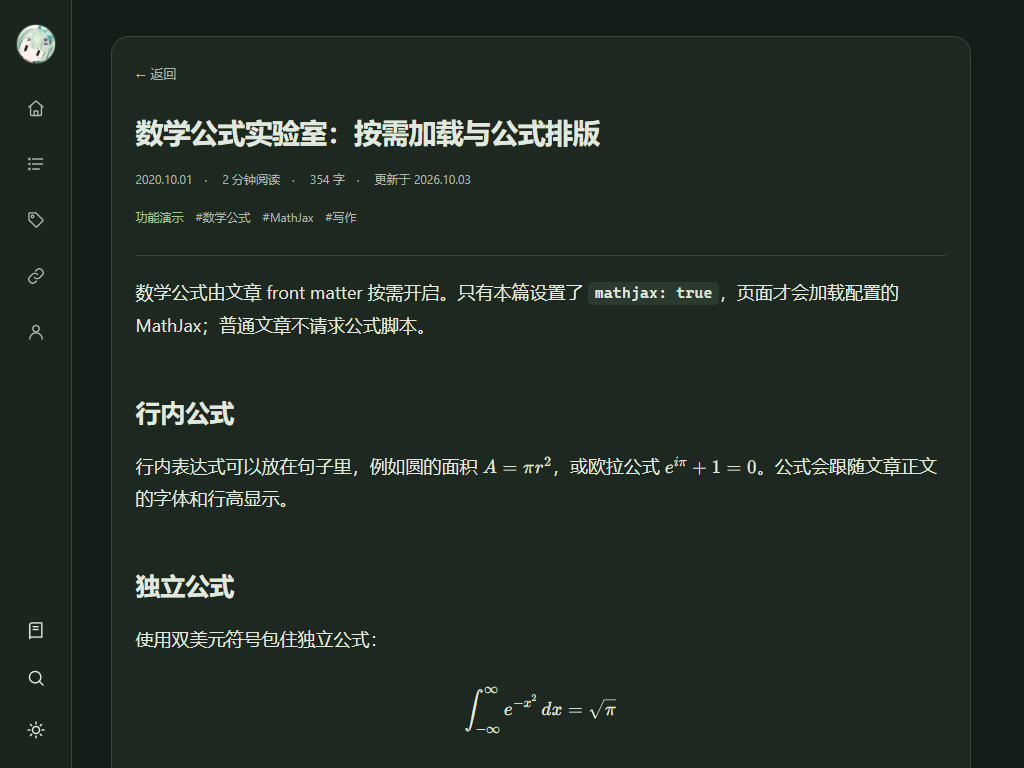 ← 返回
数学公式实验室：按需加载与公式排版
2020.10.01 · 2 分钟阅读 · 354 字 · 更新于 2026.10.03
功能演示 #数学公式 #MathJax #写作
数学公式由文章 front matter 按需开启。只有本篇设置了 mathjax: true，页面才会加载配置的
MathJax；普通文章不请求公式脚本。
行内公式
行内表达式可以放在句子里，例如圆的面积 A = πr²，或欧拉公式 e^{iπ} + 1 = 0。公式会跟随文章正文
的字体和行高显示。
独立公式
使用双美元符号包住独立公式：
∫_{−∞}^{∞} e^{−x²} dx = √π